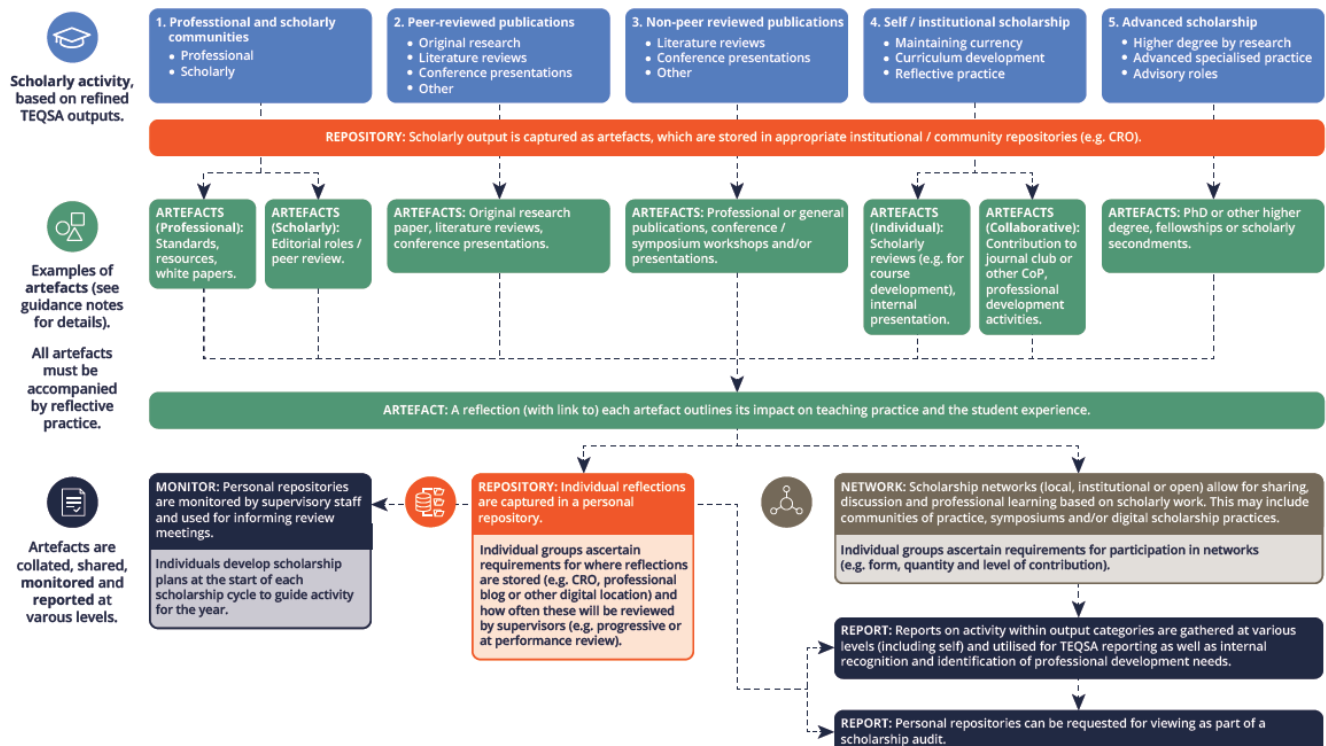 1. Professtional and scholarly
communities
• Professional
• Scholarly
2. Peer-reviewed publications
• Original research
• Literature reviews
• Conference presentations
• Other
3. Non-peer reviewed publications
• Literature reviews
• Conference presentations
• Other
4. Self / institutional scholarship
• Maintaining currency
• Curriculum development
• Reflective practice
5. Advanced scholarship
• Higher degree by research
• Advanced specialised practice
• Advisory roles
Scholarly activity,
based on refined
TEQSA outputs.
REPOSITORY: Scholarly output is captured as artefacts, which are stored in appropriate institutional / community repositories (e.g. CRO).
Examples of
artefacts (see
guidance notes
for details).
All artefacts
must be
accompanied
by reflective
practice.
ARTEFACTS
(Professional):
Standards,
resources,
white papers.
ARTEFACTS
(Scholarly):
Editorial roles /
peer review.
ARTEFACTS: Original research
paper, literature reviews,
conference presentations.
ARTEFACTS: Professional or general
publications, conference /
symposium workshops and/or
presentations.
ARTEFACTS
(Individual):
Scholarly
reviews (e.g. for
course
development),
internal
presentation.
ARTEFACTS
(Collaborative):
Contribution to
journal club or
other CoP,
professional
development
activities.
ARTEFACTS: PhD or other higher
degree, fellowships or scholarly
secondments.
ARTEFACT: A reflection (with link to) each artefact outlines its impact on teaching practice and the student experience.
Artefacts are
collated, shared,
monitored and
reported at
varous levels.
MONITOR: Personal repositories
are monitored by supervisory staff
and used for informing review
meetings.
Individuals develop scholarship
plans at the start of each
scholarship cycle to guide activity
for the year.
REPOSITORY: Individual reflections
are captured in a personal
repository.
Individual groups ascertain
requirements for where reflections
are stored (e.g. CRO, professional
blog or other digital location) and
how often these will be reviewed
by supervisors (e.g. progressive or
at performance review).
NETWORK: Scholarship networks (local, institutional or open) allow for sharing,
discussion and professional learning based on scholarly work. This may include
communities of practice, symposiums and/or digital scholarship practices.
Individual groups ascertain requirements for participation in networks
(e.g. form, quantity and level of contribution).
REPORT: Reports on activity within output categories are gathered at various
levels (including self) and utilised for TEQSA reporting as well as internal
recognition and identification of professional development needs.
REPORT: Personal repositories can be requested for viewing as part of a
scholarship audit.